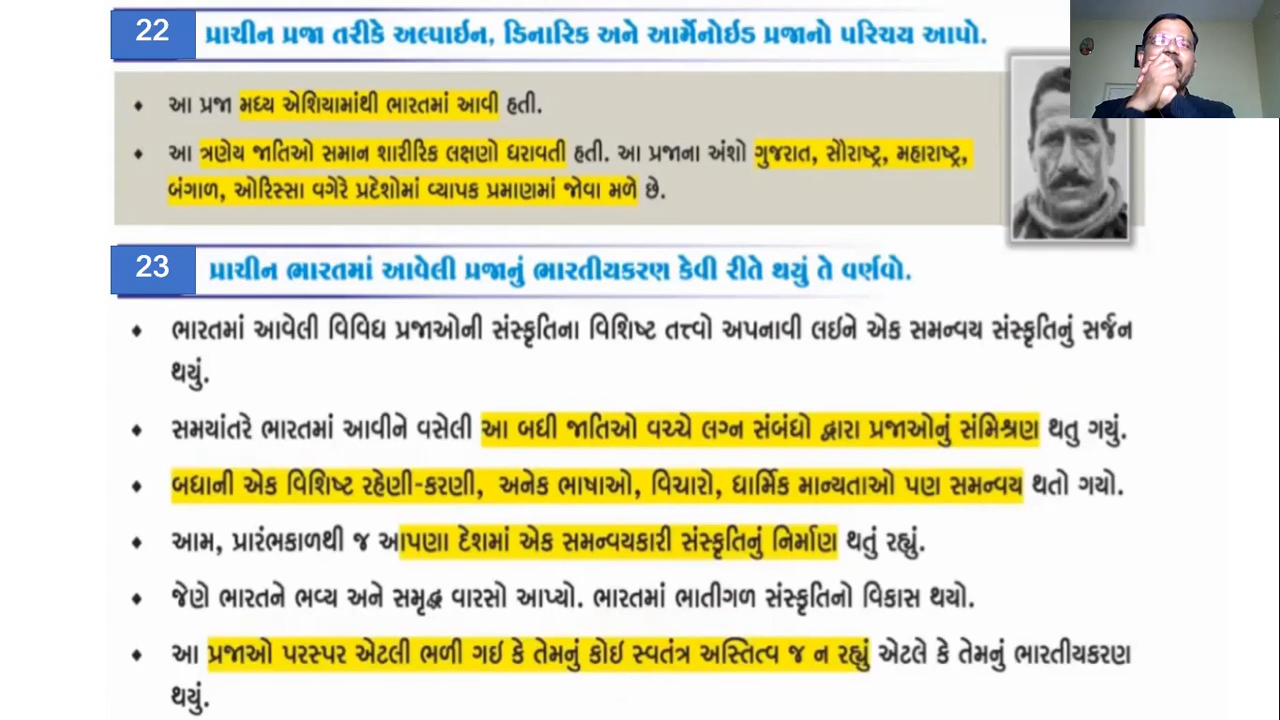 22
પ્રાચીન પ્રજા તરીકે અલ્પાઇન, ડિનારિક અને આર્મેનોઇડ પ્રજાનો પરિચય આપો.
આ પ્રજા મધ્ય એશિયામાંથી ભારતમાં આવી હતી.
આ ત્રણેય જાતિઓ સમાન શારીરિક લક્ષણો ધરાવતી હતી. આ પ્રજાના અંશો ગુજરાત, સૌરાષ્ટ્ર, મહારાષ્ટ્ર,
બંગાળ, ઓરિસ્સા વગેરે પ્રદેશોમાં વ્યાપક પ્રમાણમાં જોવા મળે છે.
23
પ્રાચીન ભારતમાં આવેલી પ્રજાનું ભારતીયકરણ કેવી રીતે થયું તે વર્ણવો.
ભારતમાં આવેલી વિવિધ પ્રજાઓની સંસ્કૃતિના વિશિષ્ટ તત્ત્વો અપનાવી લઇને એક સમન્વય સંસ્કૃતિનું સર્જન
થયું.
સમયાંતરે ભારતમાં આવીને વસેલી આ બધી જાતિઓ વચ્ચે લગ્ન સંબંધો દ્વારા પ્રજાઓનું સંમિશ્રણ થતુ ગયું.
બધાની એક વિશિષ્ટ રહેણી-કરણી, અનેક ભાષાઓ, વિચારો, ધાર્મિક માન્યતાઓ પણ સમન્વય થતો ગયો.
આમ, પ્રારંભકાળથી જ આપણા દેશમાં એક સમન્વયકારી સંસ્કૃતિનું નિર્માણ થતું રહ્યું.
જેણે ભારતને ભવ્ય અને સમૃદ્ધ વારસો આપ્યો. ભારતમાં ભાતીગળ સંસ્કૃતિનો વિકાસ થયો.
આ પ્રજાઓ પરસ્પર એટલી ભળી ગઇ કે તેમનું કોઇ સ્વતંત્ર અસ્તિત્વ જ ન રહ્યું એટલે કે તેમનું ભારતીયકરણ
થયું.